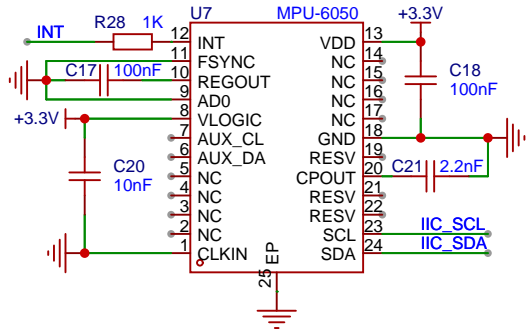 U7 MPU-6050
+3.3V
INT R28 1K 12 INT VDD 13
11 FSYNC NC 14
C17 100nF 10 REGOUT NC 15
C18
100nF
9 AD0 NC 16
+3.3V 8 VLOGIC NC 17
7 AUX_CL GND 18
6 AUX_DA RESV 19
C20
10nF
5 NC CPOUT 20 C21 2.2nF
4 NC RESV 21
3 NC RESV 22
2 NC SCL 23 IIC_SCL
1 CLKIN SDA 24 IIC_SDA
25 EP